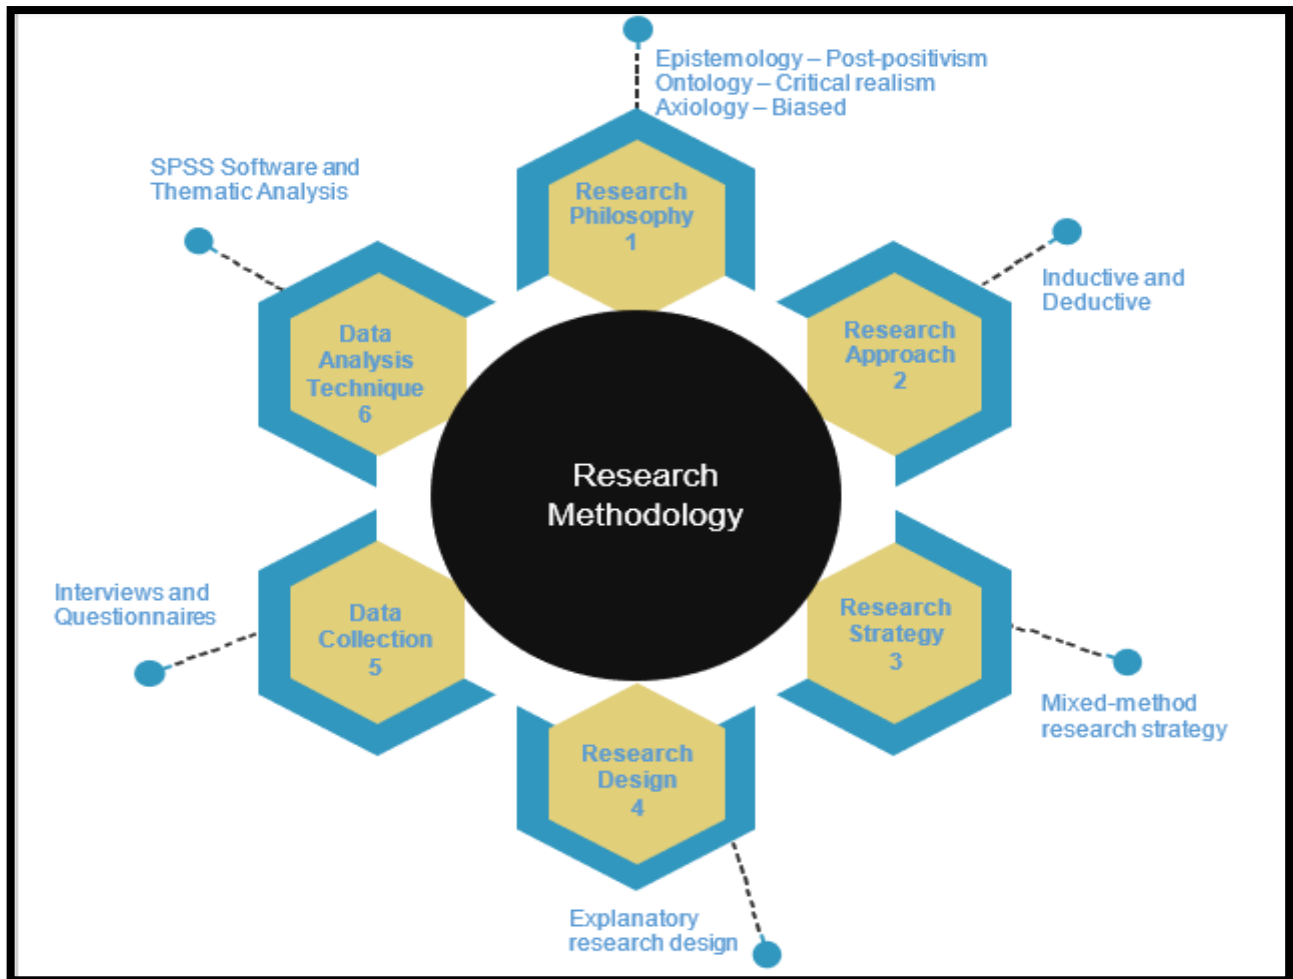 Epistemology – Post-positivism
Ontology – Critical realism
Axiology – Biased
Research
Philosophy
1
Inductive and
Deductive
Research
Approach
2
Mixed-method
research strategy
Research
Strategy
3
Explanatory
research design
Research
Design
4
Interviews and
Questionnaires
Data
Collection
5
SPSS Software and
Thematic Analysis
Data
Analysis
Technique
6
Research
Methodology